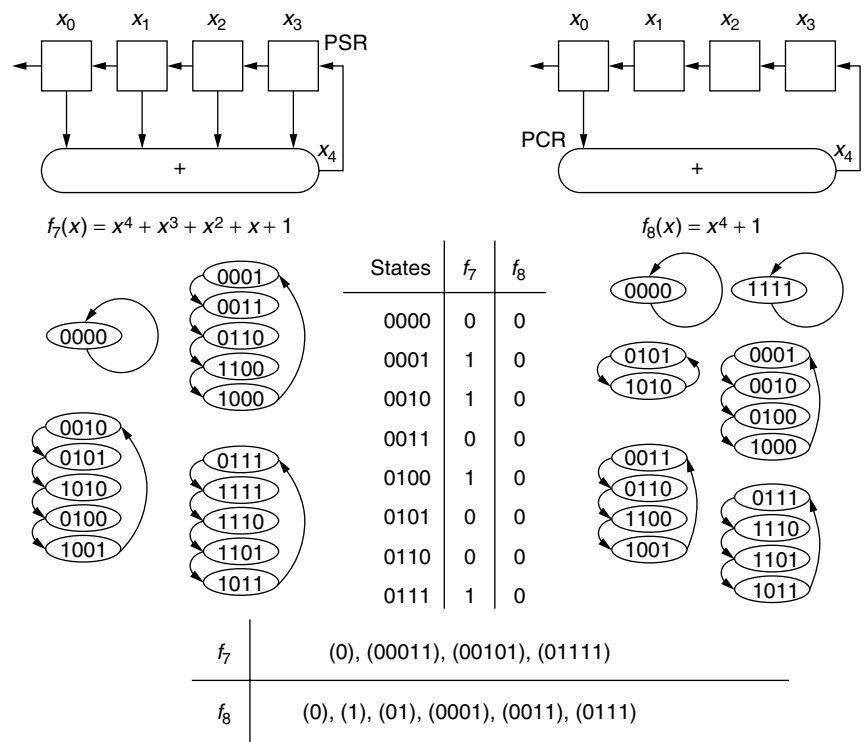 x₀ x₁ x₂ x₃
PSR
x₄
+
f₇(x) = x⁴ + x³ + x² + x + 1
x₀ x₁ x₂ x₃
PCR
x₄
+
f₈(x) = x⁴ + 1
0000
0001
0011
0110
1100
1000
0010
0101
1010
0100
1001
0111
1111
1110
1101
1011
States f₇ f₈
0000 0 0
0001 1 0
0010 1 0
0011 0 0
0100 1 0
0101 0 0
0110 0 0
0111 1 0
0000
1111
0101
1010
0001
0010
0100
1000
0011
0110
1100
1001
0111
1110
1101
1011
f₇ (0), (00011), (00101), (01111)
f₈ (0), (1), (01), (0001), (0011), (0111)